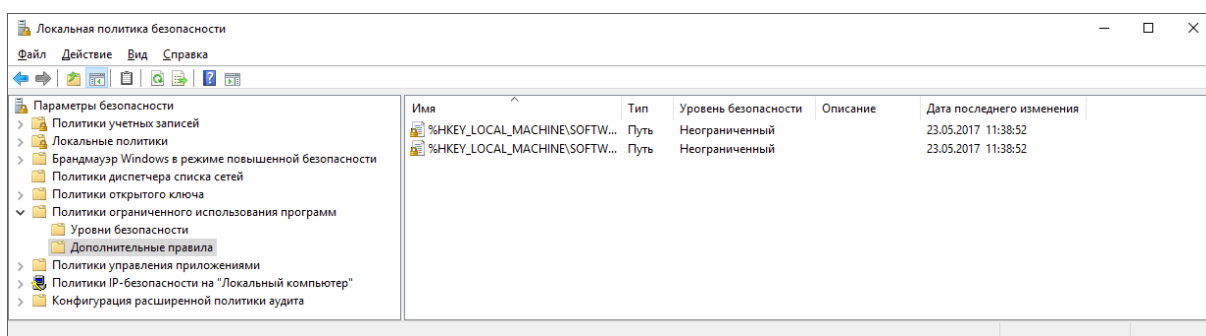 Локальная политика безопасности
Файл Действие Вид Справка
Параметры безопасности
Политики учетных записей
Локальные политики
Брандмауэр Windows в режиме повышенной безопасности
Политики диспетчера списка сетей
Политики открытого ключа
Политики ограниченного использования программ
Уровни безопасности
Дополнительные правила
Политики управления приложениями
Политики IP-безопасности на "Локальный компьютер"
Конфигурация расширенной политики аудита
Имя Тип Уровень безопасности Описание Дата последнего изменения
%HKEY_LOCAL_MACHINE\SOFTW... Путь Неограниченный 23.05.2017 11:38:52
%HKEY_LOCAL_MACHINE\SOFTW... Путь Неограниченный 23.05.2017 11:38:52